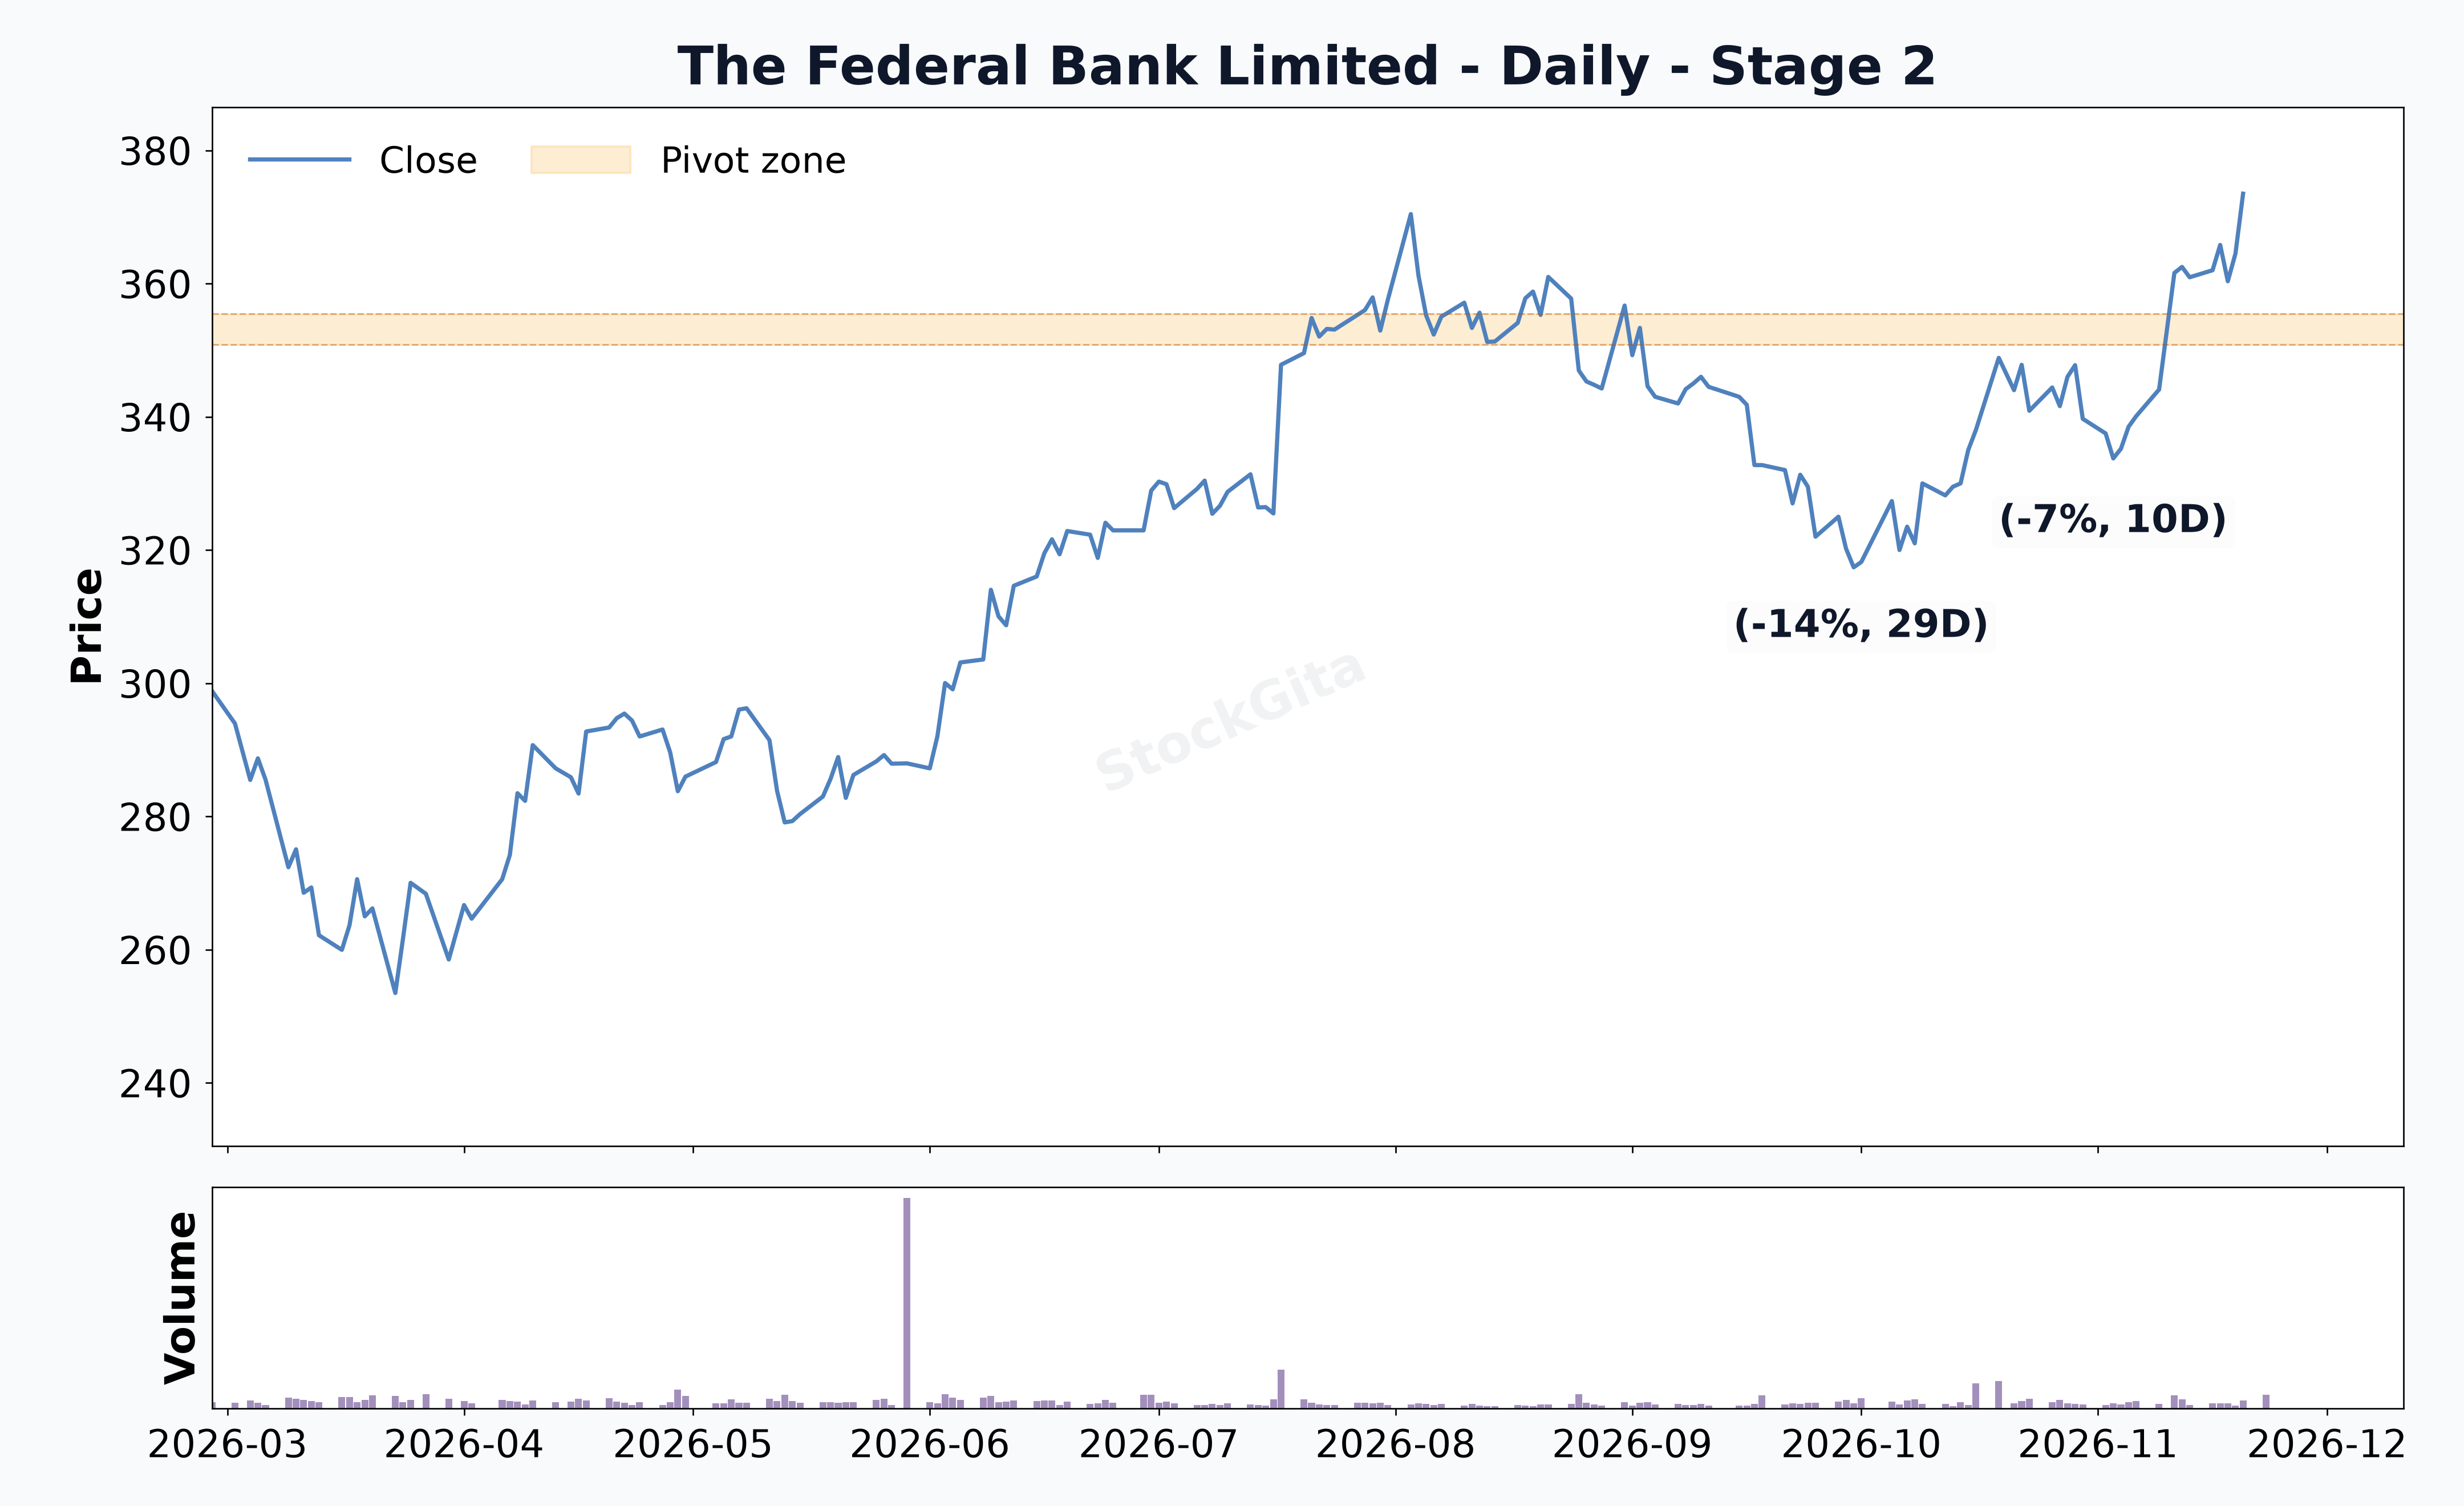 The Federal Bank Limited - Daily - Stage 2
Close
Pivot zone
380
360
340
320
300
280
260
240
Price
(-7%, 10D)
(-14%, 29D)
StockGita
Volume
2026-03
2026-04
2026-05
2026-06
2026-07
2026-08
2026-09
2026-10
2026-11
2026-12